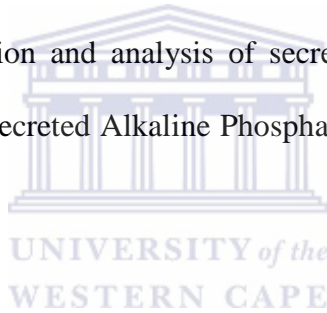 ion and analysis of secre
ecreted Alkaline Phospha
UNIVERSITY of the
WESTERN CAPE